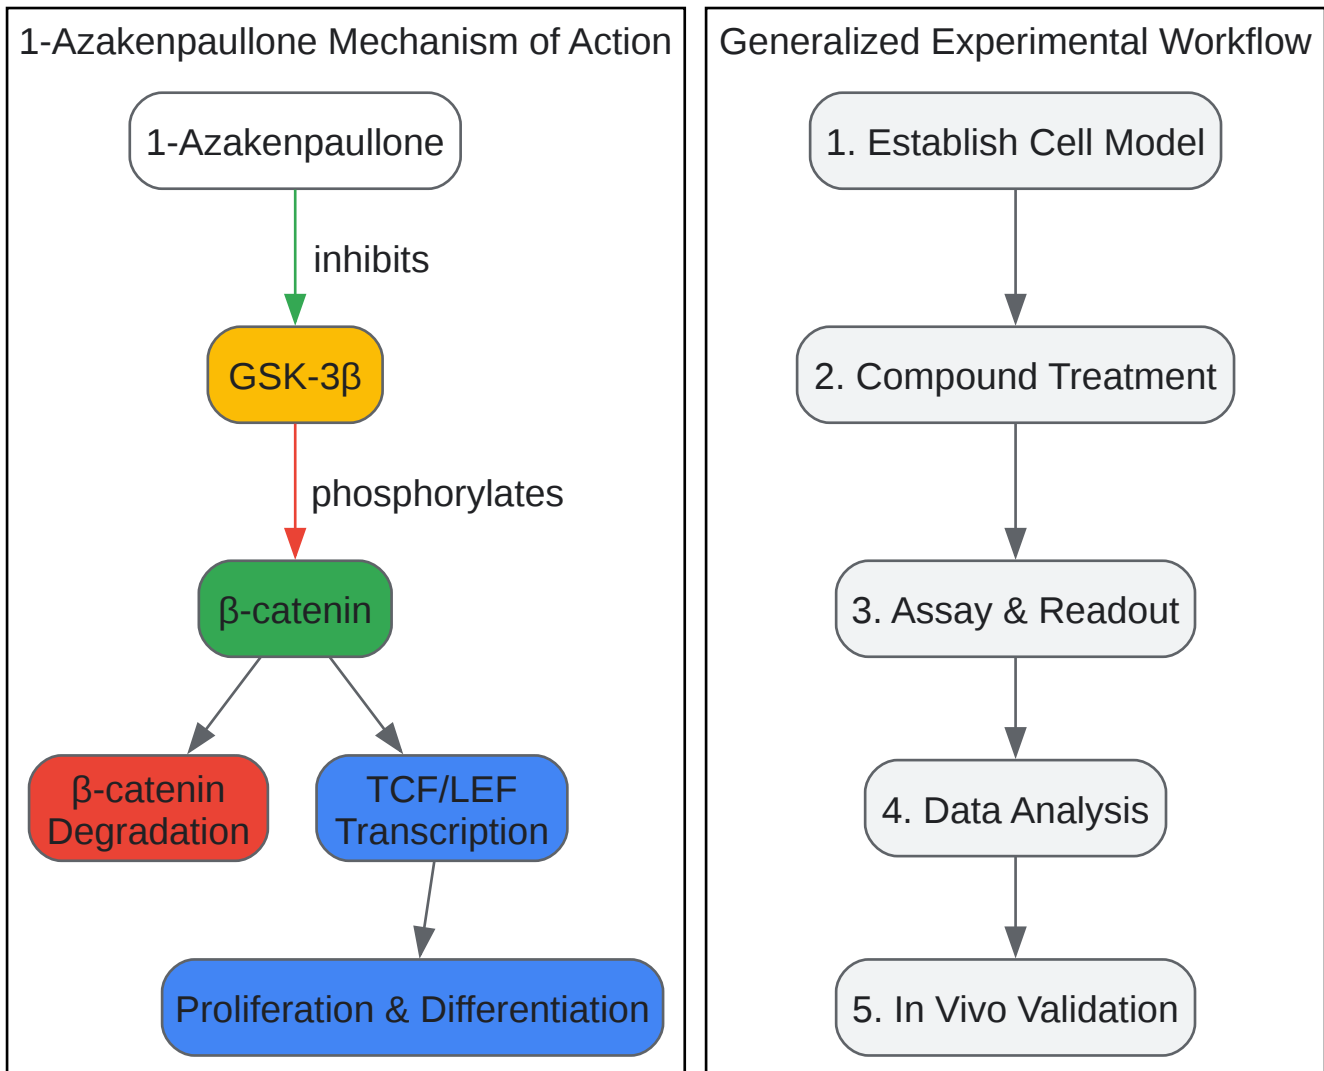 1-Azakenpaullone Mechanism of Action
1-Azakenpaullone
inhibits
GSK-3β
phosphorylates
β-catenin
β-catenin
Degradation
TCF/LEF
Transcription
Proliferation & Differentiation
Generalized Experimental Workflow
1. Establish Cell Model
2. Compound Treatment
3. Assay & Readout
4. Data Analysis
5. In Vivo Validation